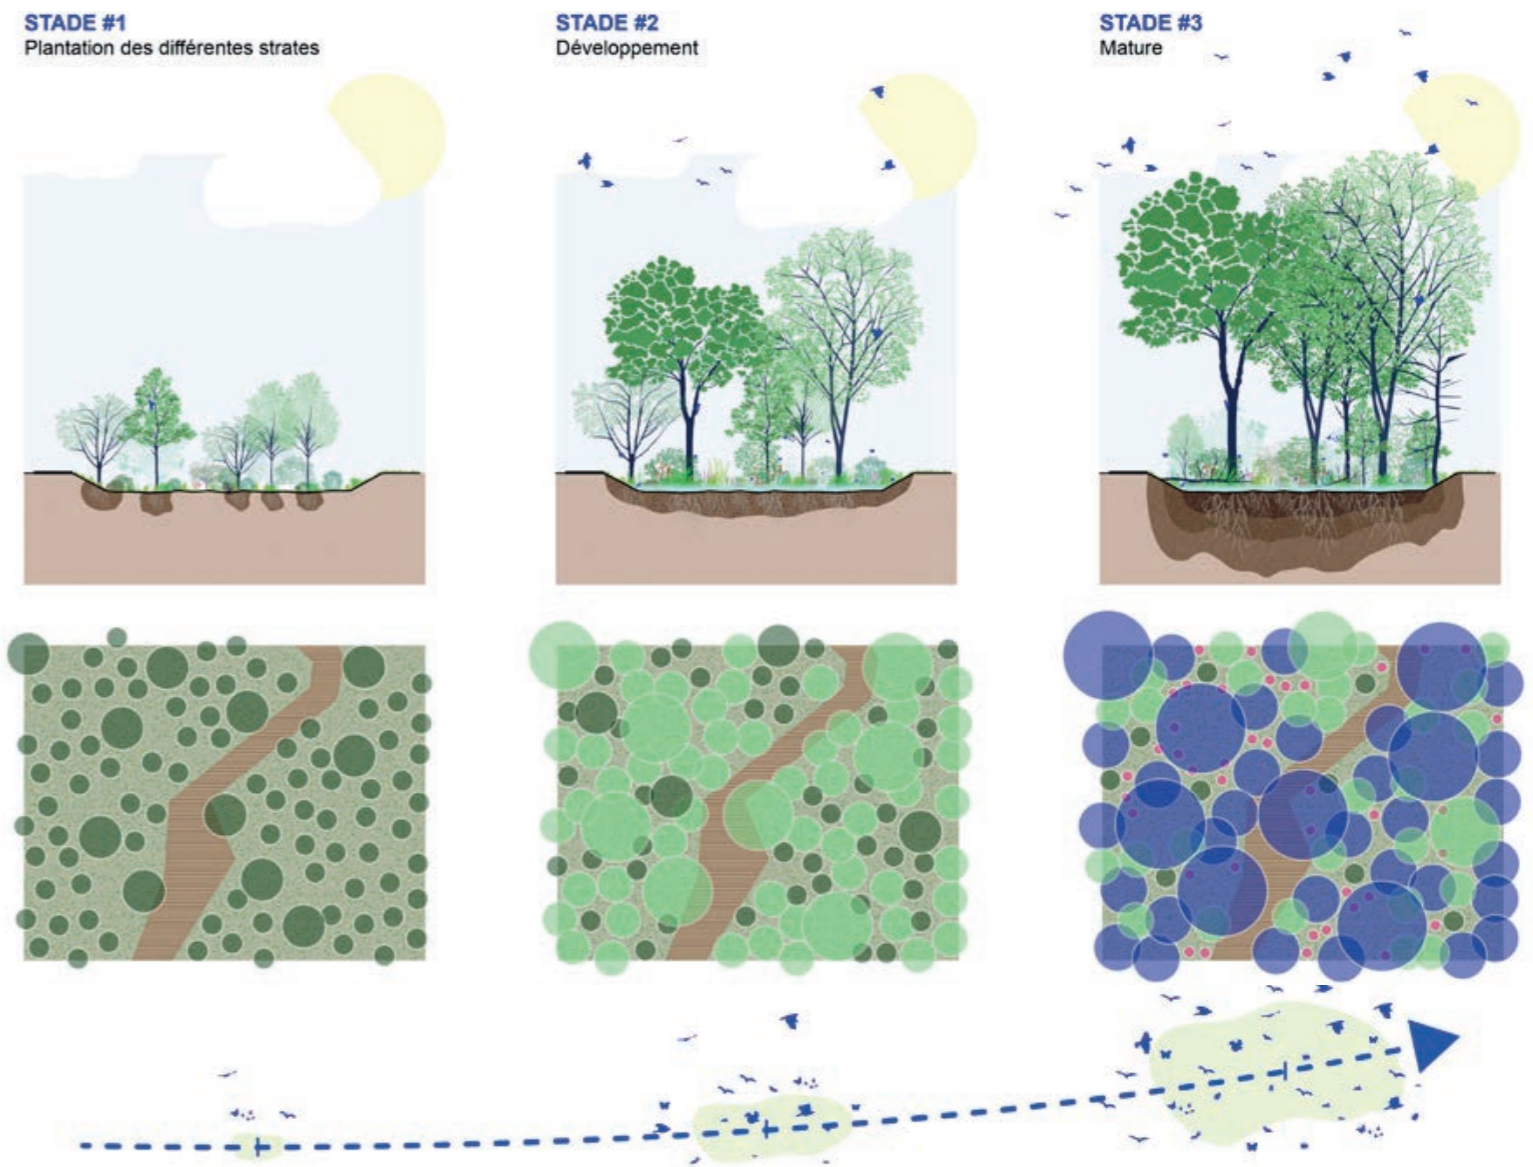 STADE #1
Plantation des différentes strates
STADE #2
Développement
STADE #3
Mature